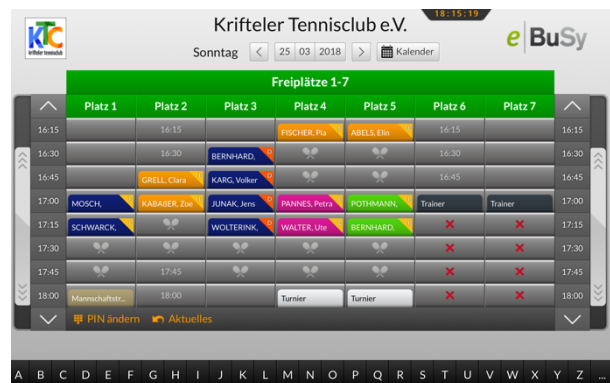 Krifteler Tennisclub e.V.
18:15:19
KTC
e BuSy
Sonntag < 25 03 2018 > Kalender
Freiplätze 1-7
Platz 1 Platz 2 Platz 3 Platz 4 Platz 5 Platz 6 Platz 7
16:15 16:15 FISCHER, Pia ABELS, Elin 16:15 16:15
16:30 16:30 BERNHARD, 16:30 16:30
16:45 GRELL, Clara KARG, Volker 16:45 16:45
17:00 MOSCH, KABAßER, Zoe JUNAK, Jens PANNES, Petra POTHMANN, Trainer Trainer 17:00
17:15 SCHWARCK, WOLTERINK, WALTER, Ute BERNHARD, 17:15
17:30 17:30
17:45 17:45 17:45
18:00 Mannschaftstr... 18:00 Turnier Turnier 18:00
PIN ändern Aktuelles
A B C D E F G H I J K L M N O P Q R S T U V W X Y Z ...